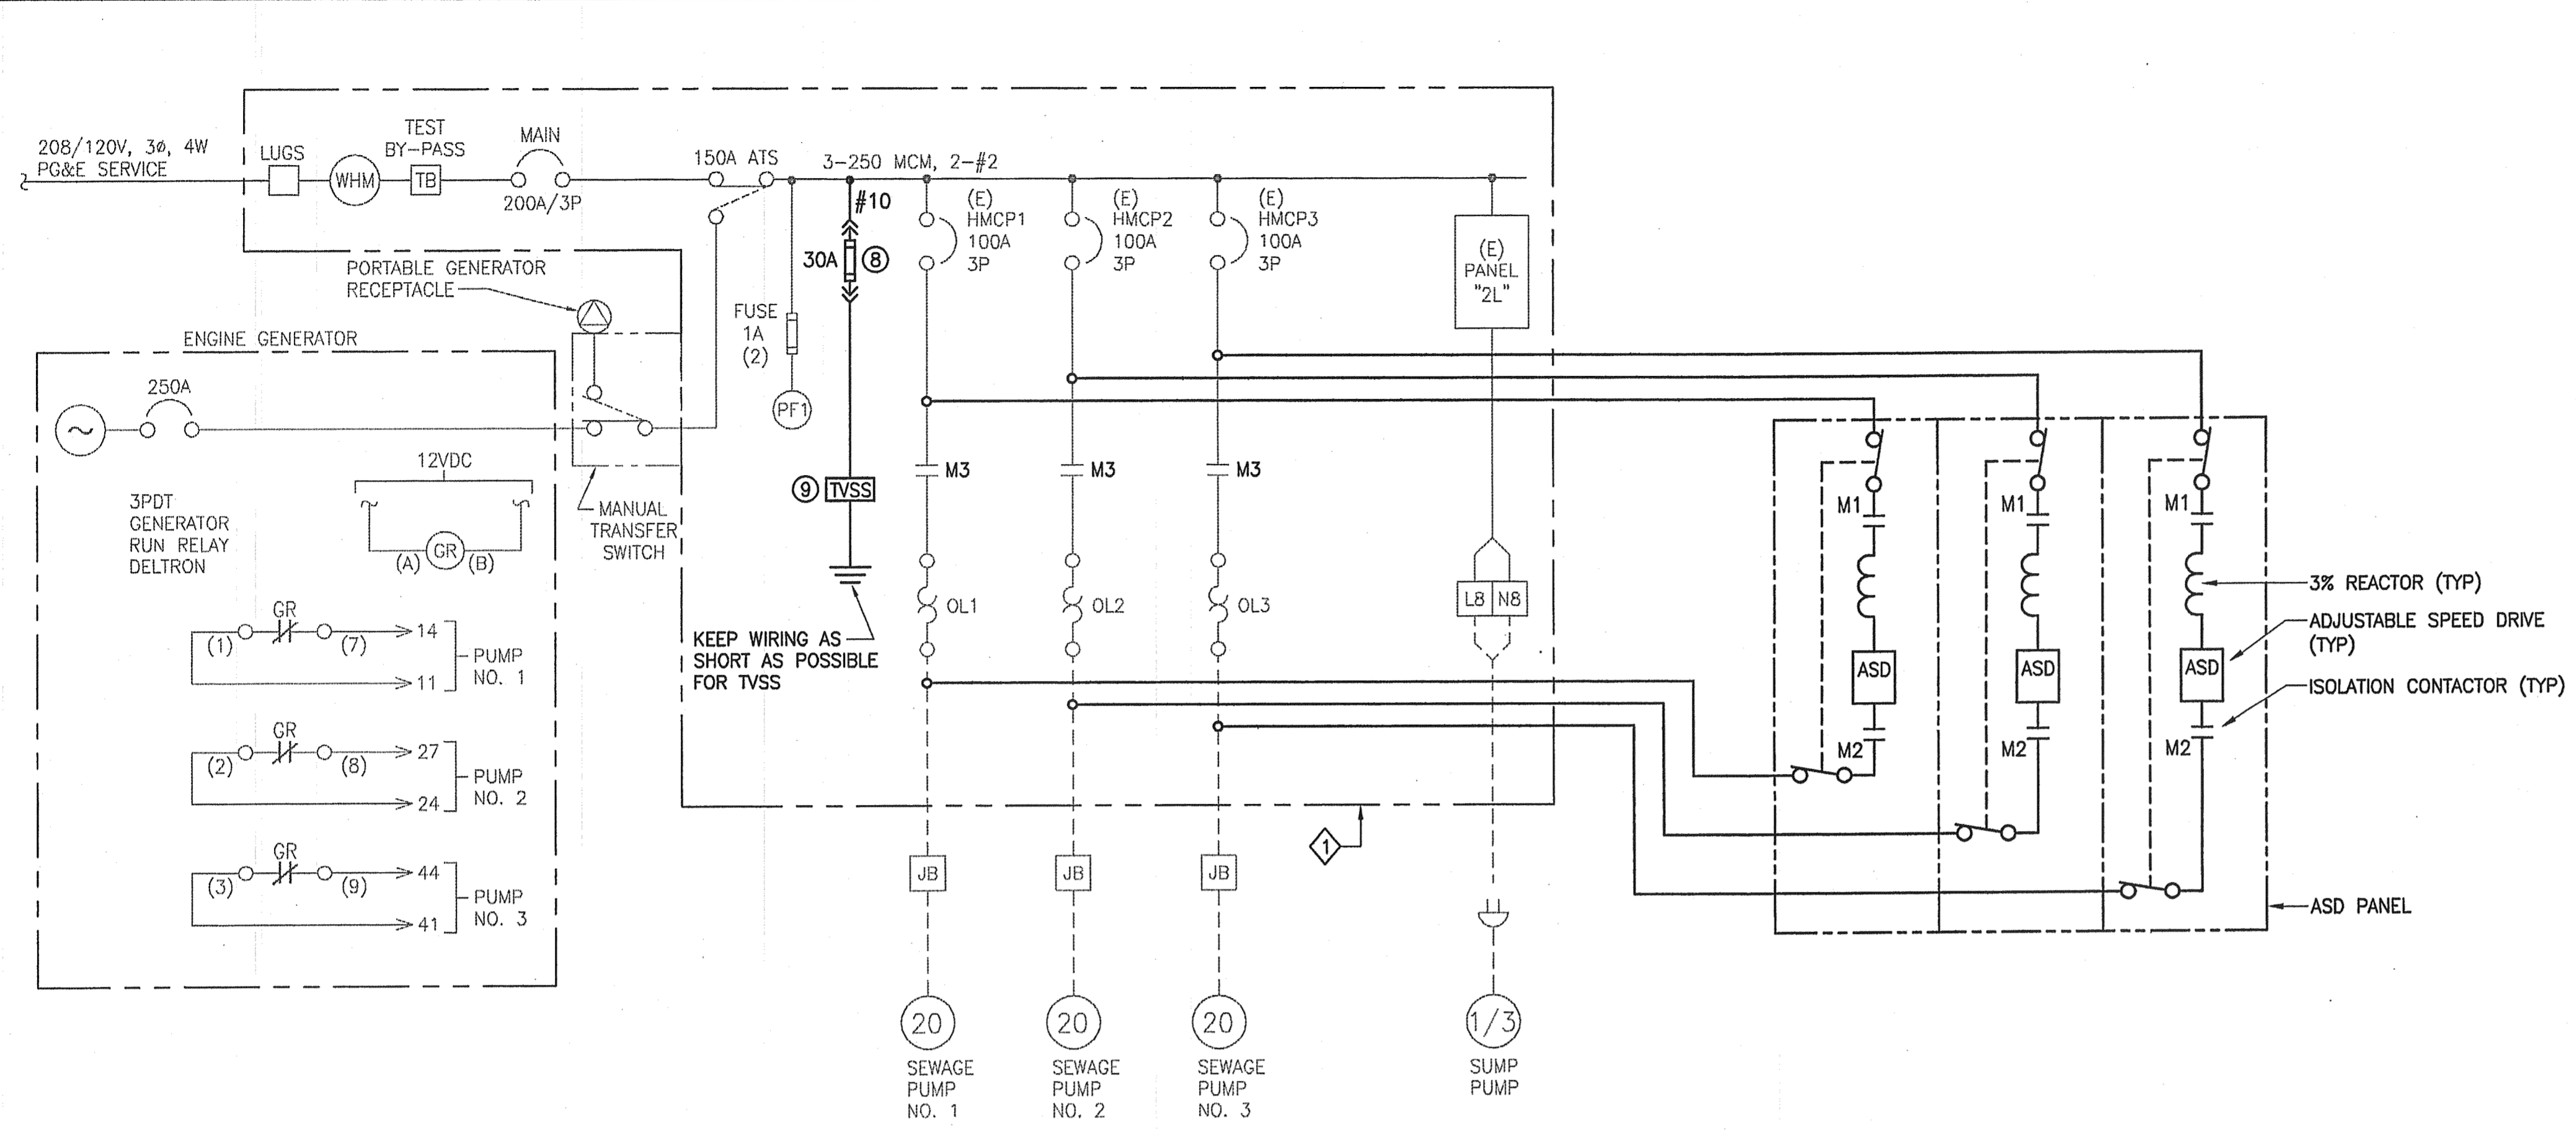 208/120V, 3ø, 4W
PG&E SERVICE
LUGS
WHM
TEST
BY-PASS
TB
MAIN
200A/3P
150A ATS
3-250 MCM, 2-#2
#10
30A
8
FUSE
1A
(2)
PF1
9
TVSS
KEEP WIRING AS
SHORT AS POSSIBLE
FOR TVSS
(E)
HMCP1
100A
3P
(E)
HMCP2
100A
3P
(E)
HMCP3
100A
3P
(E)
PANEL
"2L"
PORTABLE GENERATOR
RECEPTACLE
ENGINE GENERATOR
250A
~
12VDC
3PDT
GENERATOR
RUN RELAY
DELTRON
(A)
GR
(B)
MANUAL
TRANSFER
SWITCH
GR
(1)
(7)
14
11
PUMP
NO. 1
GR
(2)
(8)
27
24
PUMP
NO. 2
GR
(3)
(9)
44
41
PUMP
NO. 3
M3
M3
M3
OL1
OL2
OL3
L8
N8
JB
JB
JB
1
20
20
20
1/3
SEWAGE
PUMP
NO. 1
SEWAGE
PUMP
NO. 2
SEWAGE
PUMP
NO. 3
SUMP
PUMP
M1
M1
M1
ASD
ASD
ASD
M2
M2
M2
3% REACTOR (TYP)
ADJUSTABLE SPEED DRIVE
(TYP)
ISOLATION CONTACTOR (TYP)
ASD PANEL